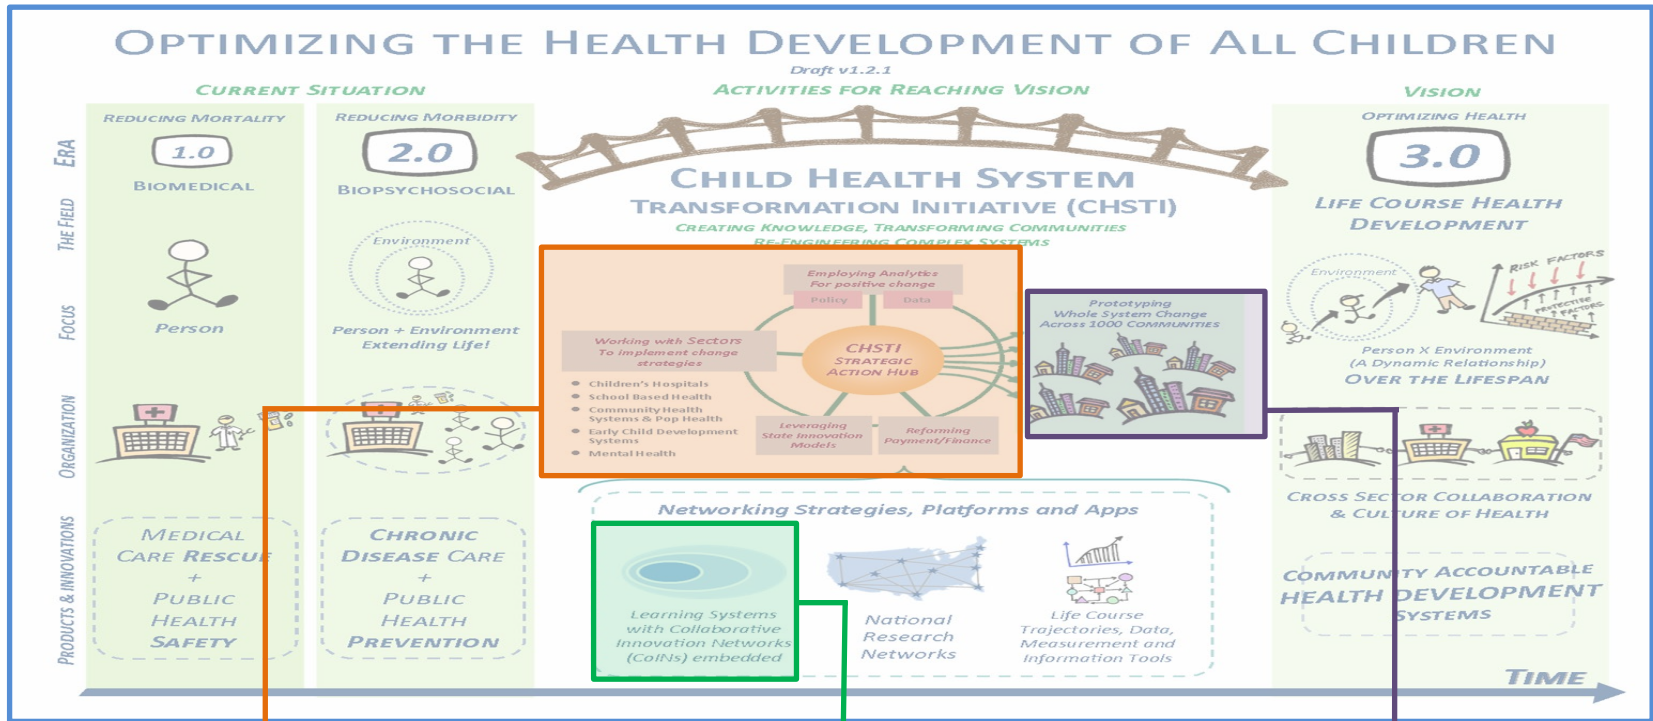 OPTIMIZING THE HEALTH DEVELOPMENT OF ALL CHILDREN
Draft v1.2.1
CURRENT SITUATION
ACTIVITIES FOR REACHING VISION
VISION
ERA
THE FIELD
FOCUS
ORGANIZATION
PRODUCTS & INNOVATIONS
REDUCING MORTALITY
1.0
BIOMEDICAL
Person
MEDICAL
CARE RESCUE
+
PUBLIC
HEALTH
SAFETY
REDUCING MORBIDITY
2.0
BIOPSYCHOSOCIAL
Environment
Person + Environment
Extending Life!
CHRONIC
DISEASE CARE
+
PUBLIC
HEALTH
PREVENTION
CHILD HEALTH SYSTEM
TRANSFORMATION INITIATIVE (CHSTI)
CREATING KNOWLEDGE, TRANSFORMING COMMUNITIES
RE-ENGINEERING COMPLEX SYSTEMS
Employing Analytics
For positive change
Policy
Data
Working with Sectors
To implement change
strategies
● Children's Hospitals
● School Based Health
● Community Health
Systems & Pop Health
● Early Child Development
Systems
● Mental Health
CHSTI
STRATEGIC
ACTION HUB
Leveraging
State Innovation
Models
Reforming
Payment/Finance
Prototyping
Whole System Change
Across 1000 COMMUNITIES
Networking Strategies, Platforms and Apps
Learning Systems
with Collaborative
Innovation Networks
(CoINs) embedded
National
Research
Networks
Life Course
Trajectories, Data,
Measurement and
Information Tools
OPTIMIZING HEALTH
3.0
LIFE COURSE HEALTH
DEVELOPMENT
Environment
RISK FACTORS
PROTECTIVE
FACTORS
Person X Environment
(A Dynamic Relationship)
OVER THE LIFESPAN
CROSS SECTOR COLLABORATION
& CULTURE OF HEALTH
COMMUNITY ACCOUNTABLE
HEALTH DEVELOPMENT
SYSTEMS
TIME